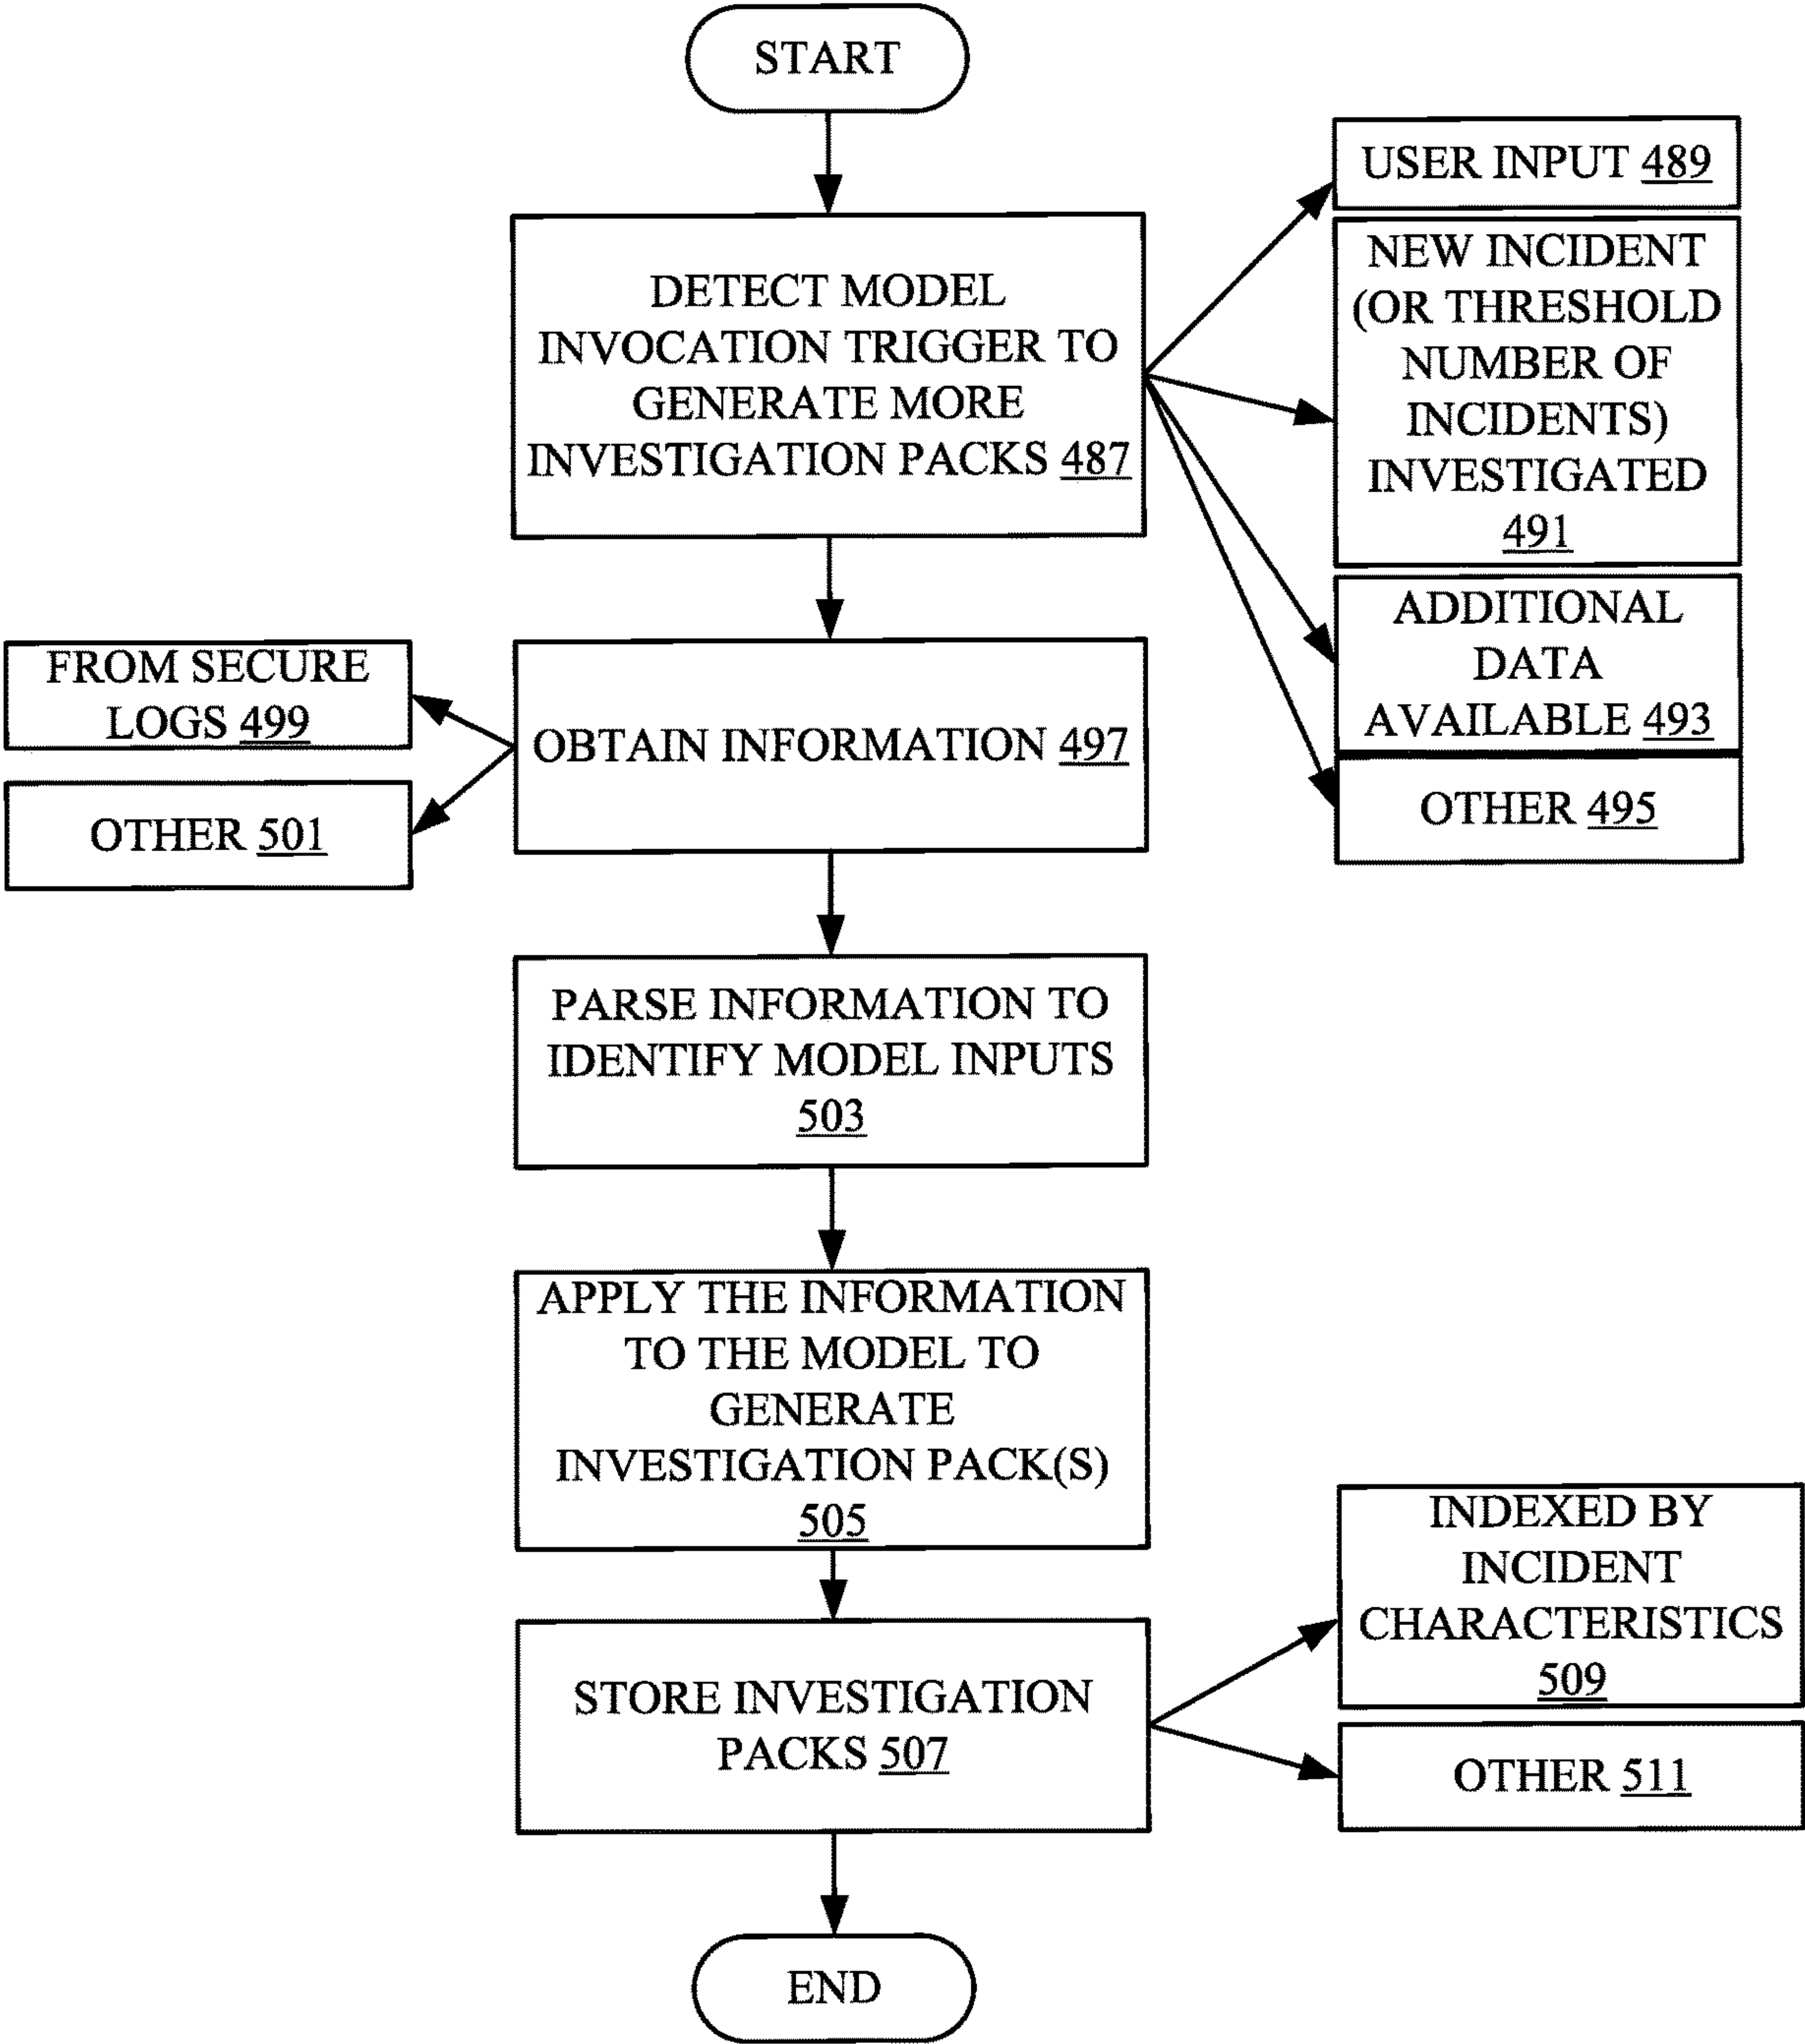 START
DETECT MODEL
INVOCATION TRIGGER TO
GENERATE MORE
INVESTIGATION PACKS 487
USER INPUT 489
NEW INCIDENT
(OR THRESHOLD
NUMBER OF
INCIDENTS)
INVESTIGATED
491
ADDITIONAL
DATA
AVAILABLE 493
OTHER 495
OBTAIN INFORMATION 497
FROM SECURE
LOGS 499
OTHER 501
PARSE INFORMATION TO
IDENTIFY MODEL INPUTS
503
APPLY THE INFORMATION
TO THE MODEL TO
GENERATE
INVESTIGATION PACK(S)
505
STORE INVESTIGATION
PACKS 507
INDEXED BY
INCIDENT
CHARACTERISTICS
509
OTHER 511
END